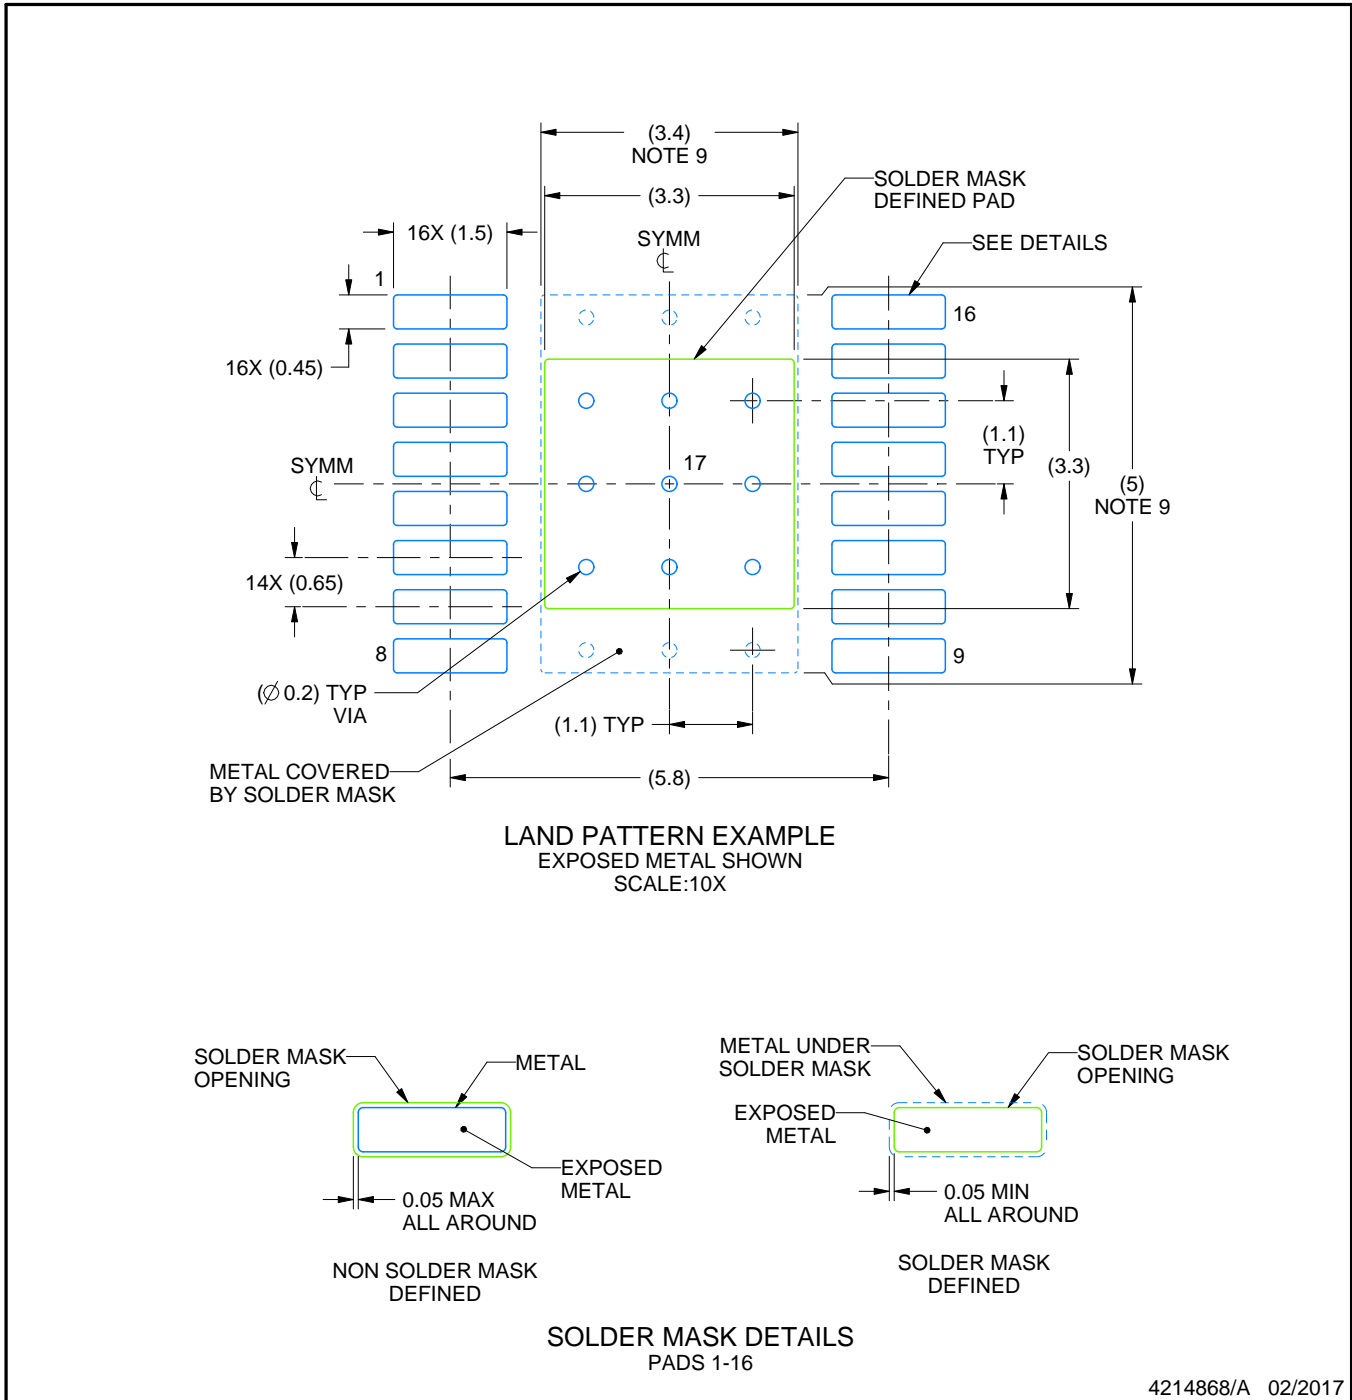 (3.4)
NOTE 9
SOLDER MASK
DEFINED PAD
(3.3)
16X (1.5)
SYMM
℄
SEE DETAILS
1
16
16X (0.45)
(1.1)
TYP
17
(3.3)
SYMM
℄
(5)
NOTE 9
14X (0.65)
8
9
(Ø 0.2) TYP
VIA
(1.1) TYP
METAL COVERED
BY SOLDER MASK
(5.8)
LAND PATTERN EXAMPLE
EXPOSED METAL SHOWN
SCALE:10X
SOLDER MASK
OPENING
METAL
EXPOSED
METAL
0.05 MAX
ALL AROUND
NON SOLDER MASK
DEFINED
METAL UNDER
SOLDER MASK
SOLDER MASK
OPENING
EXPOSED
METAL
0.05 MIN
ALL AROUND
SOLDER MASK
DEFINED
SOLDER MASK DETAILS
PADS 1-16
4214868/A 02/2017